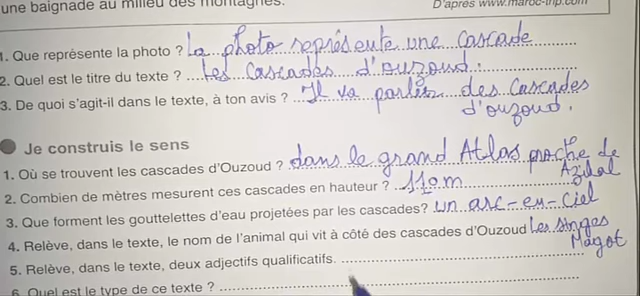 une baignade au milieu des montagnes.
D'après www.maroc-trip.com
1. Que représente la photo ? La photo représente une cascade
2. Quel est le titre du texte ? Les Cascades d'ouzoud.
3. De quoi s'agit-il dans le texte, à ton avis ? Il va parler des Cascades
d'ouzoud.
Je construis le sens
1. Où se trouvent les cascades d'Ouzoud ? dans le grand Atlas proche de
Azilal
2. Combien de mètres mesurent ces cascades en hauteur ? 110m
3. Que forment les gouttelettes d'eau projetées par les cascades? un arc-en-ciel
4. Relève, dans le texte, le nom de l'animal qui vit à côté des cascades d'Ouzoud Les singes
Magot
5. Relève, dans le texte, deux adjectifs qualificatifs.
6. Quel est le type de ce texte ?